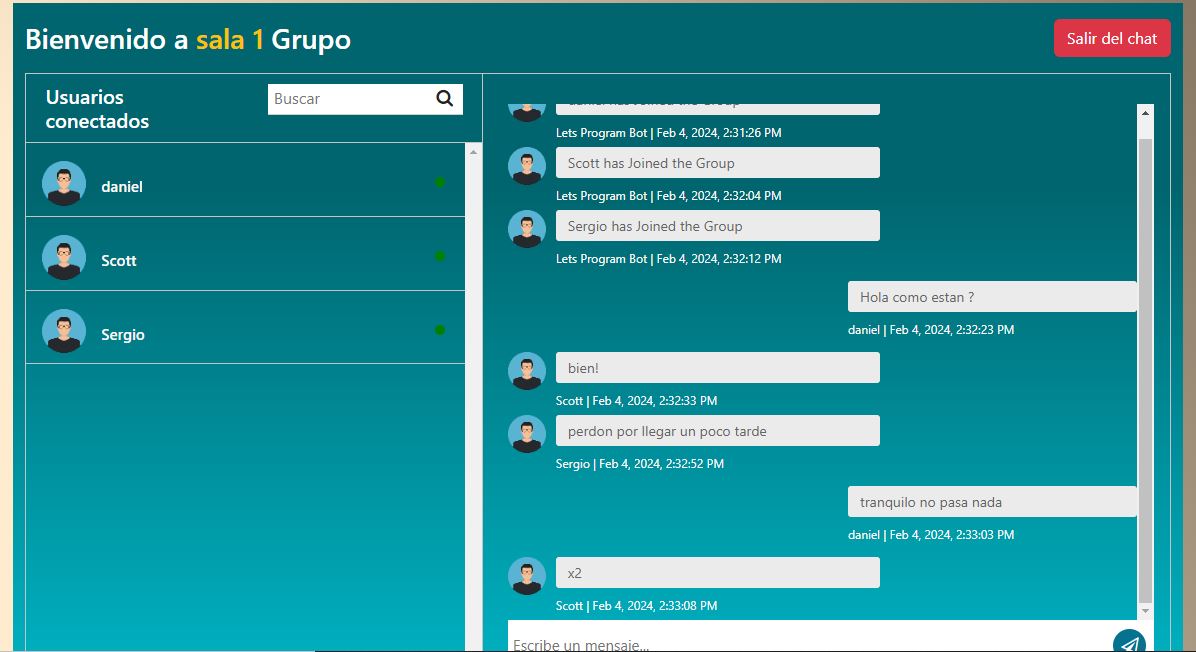 Bienvenido a sala 1 Grupo
Salir del chat
Usuarios
conectados
Buscar
daniel
Scott
Sergio
daniel has Joined the Group
Lets Program Bot | Feb 4, 2024, 2:31:26 PM
Scott has Joined the Group
Lets Program Bot | Feb 4, 2024, 2:32:04 PM
Sergio has Joined the Group
Lets Program Bot | Feb 4, 2024, 2:32:12 PM
Hola como estan ?
daniel | Feb 4, 2024, 2:32:23 PM
bien!
Scott | Feb 4, 2024, 2:32:33 PM
perdon por llegar un poco tarde
Sergio | Feb 4, 2024, 2:32:52 PM
tranquilo no pasa nada
daniel | Feb 4, 2024, 2:33:03 PM
x2
Scott | Feb 4, 2024, 2:33:08 PM
Escribe un mensaje...